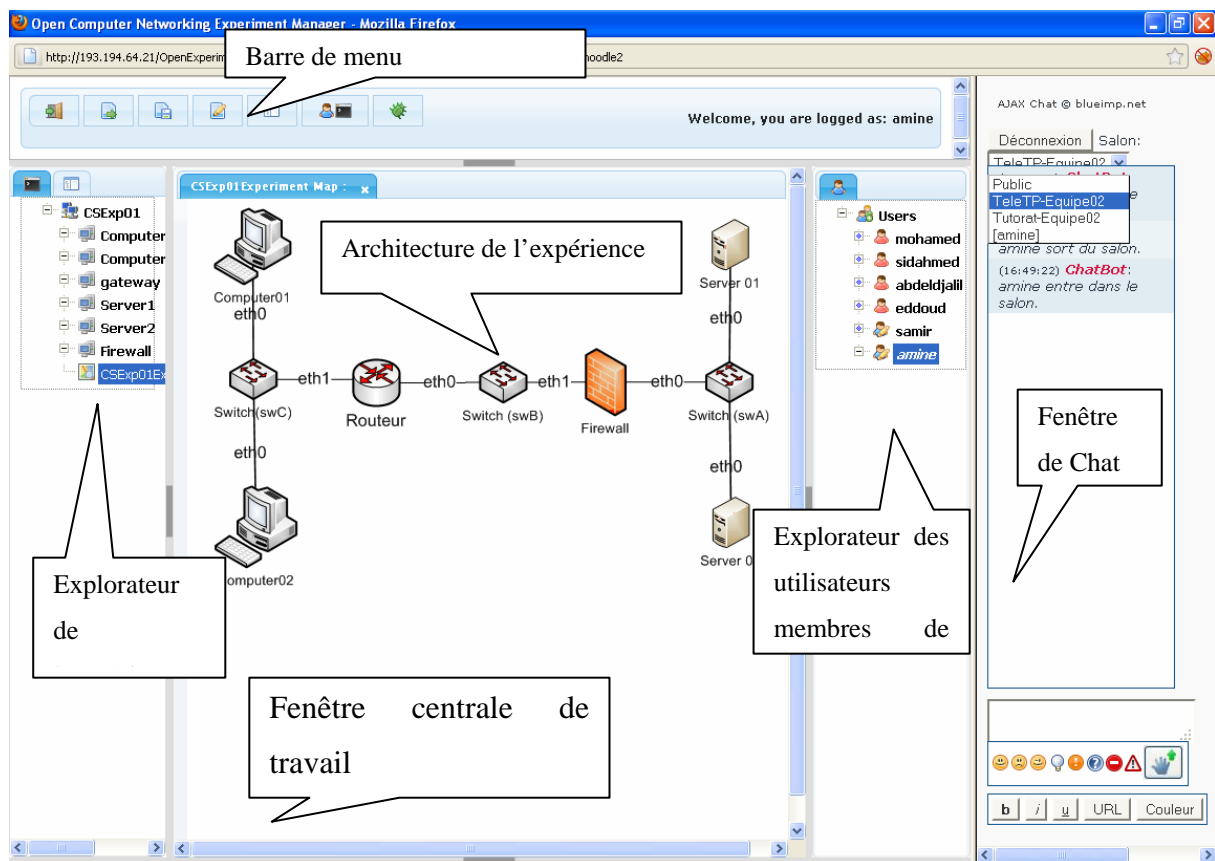 Open Computer Networking Experiment Manager - Mozilla Firefox
http://193.194.64.21/OpenExperim
oodle2
Barre de menu
Welcome, you are logged as: amine
AJAX Chat @ blueimp.net
Déconnexion Salon:
TeleTP-Equipe02
Public
TeleTP-Equipe02
Tutorat-Equipe02
[amine]
amine sort du salon.
(16:49:22) ChatBot:
amine entre dans le
salon.
CSExp01
Computer
Computer
gateway
Server1
Server2
Firewall
CSExp01Ex
CSExp01Experiment Map : x
Architecture de l'expérience
Computer01
eth0
Server 01
eth0
eth1
eth0
eth1
eth0
Switch(swC)
Routeur
Switch (swB)
Firewall
Switch (swA)
eth0
eth0
Computer02
Server 0
Users
mohamed
sidahmed
abdeldjalil
eddoud
samir
amine
Explorateur
de
Explorateur des
utilisateurs
membres de
Fenêtre
de Chat
Fenêtre centrale de
travail
b i u URL Couleur